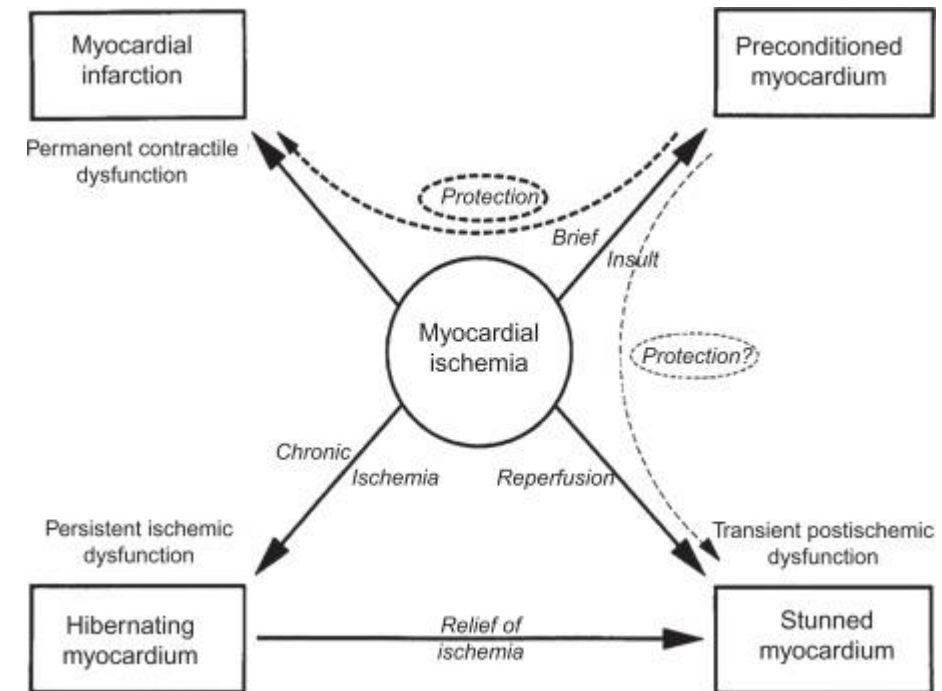 Myocardial
infarction
Preconditioned
myocardium
Permanent contractile
dysfunction
Protection
Brief
Insult
Myocardial
ischemia
Protection?
Chronic
Ischemia
Reperfusion
Persistent ischemic
dysfunction
Transient postischemic
dysfunction
Hibernating
myocardium
Relief of
ischemia
Stunned
myocardium